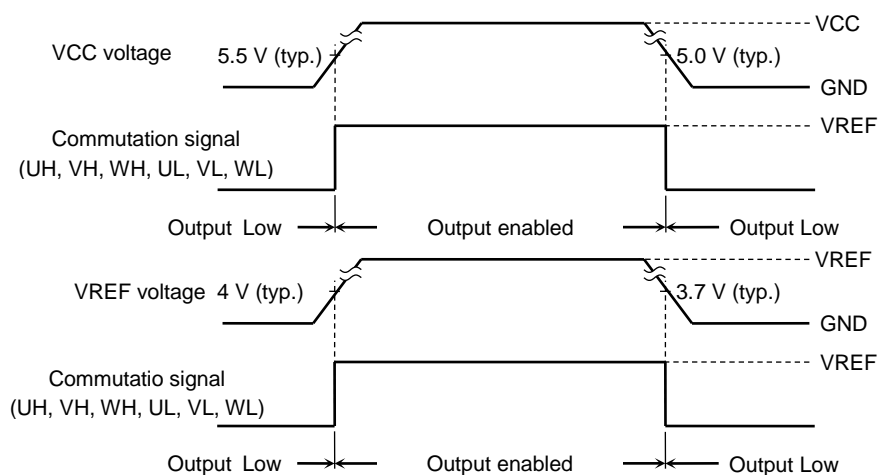 VCC
VCC voltage 5.5 V (typ.) 5.0 V (typ.)
GND
Commutation signal
(UH, VH, WH, UL, VL, WL)
VREF
Output Low Output enabled Output Low
VREF
VREF voltage 4 V (typ.) 3.7 V (typ.)
GND
Commutatio signal
(UH, VH, WH, UL, VL, WL)
VREF
Output Low Output enabled Output Low